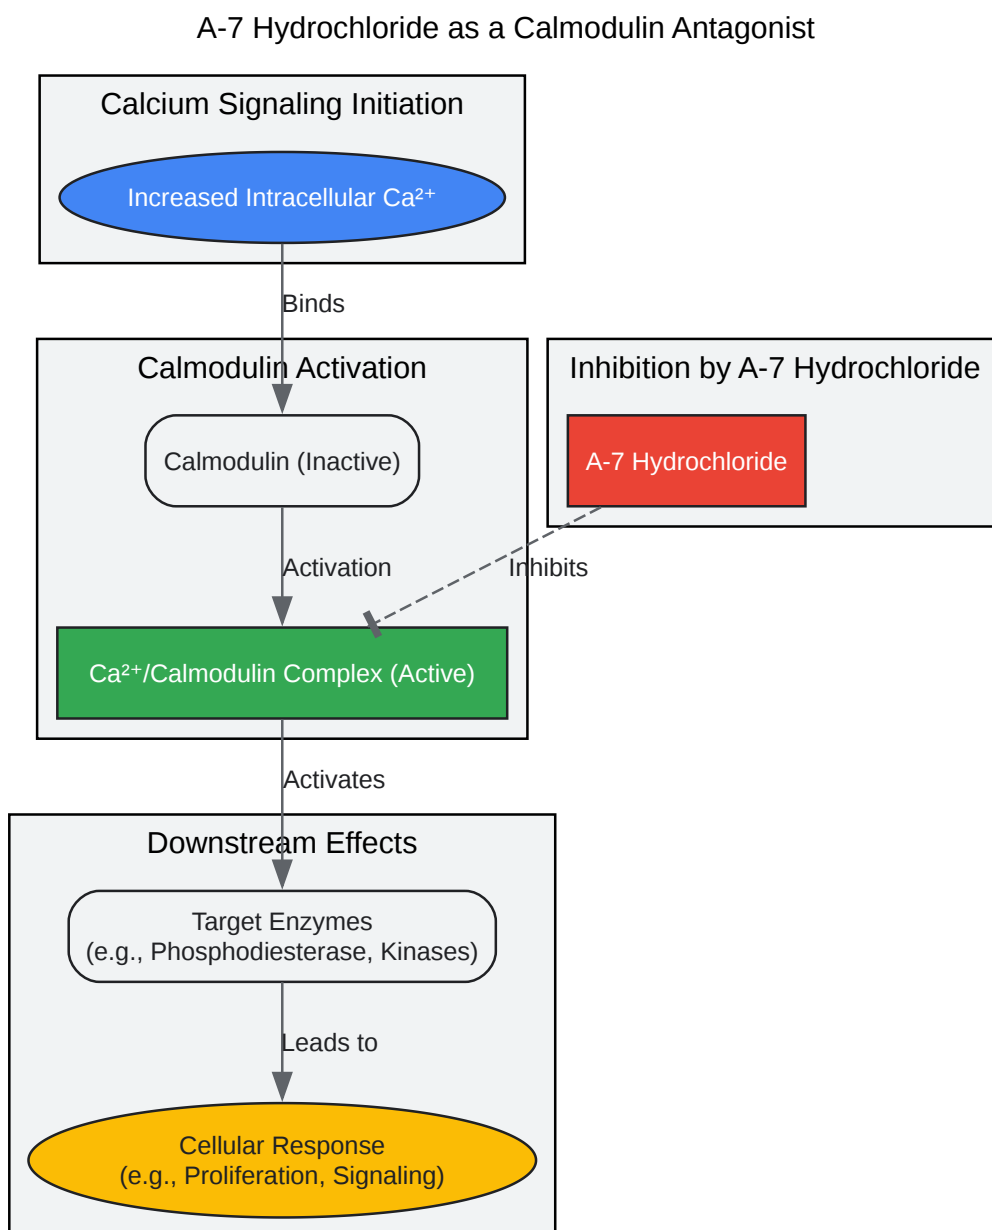 A-7 Hydrochloride as a Calmodulin Antagonist
Calcium Signaling Initiation
Increased Intracellular Ca²⁺
Binds
Calmodulin Activation
Inhibition by A-7 Hydrochloride
Calmodulin (Inactive)
A-7 Hydrochloride
Activation
Inhibits
Ca²⁺/Calmodulin Complex (Active)
Activates
Downstream Effects
Target Enzymes
(e.g., Phosphodiesterase, Kinases)
Leads to
Cellular Response
(e.g., Proliferation, Signaling)